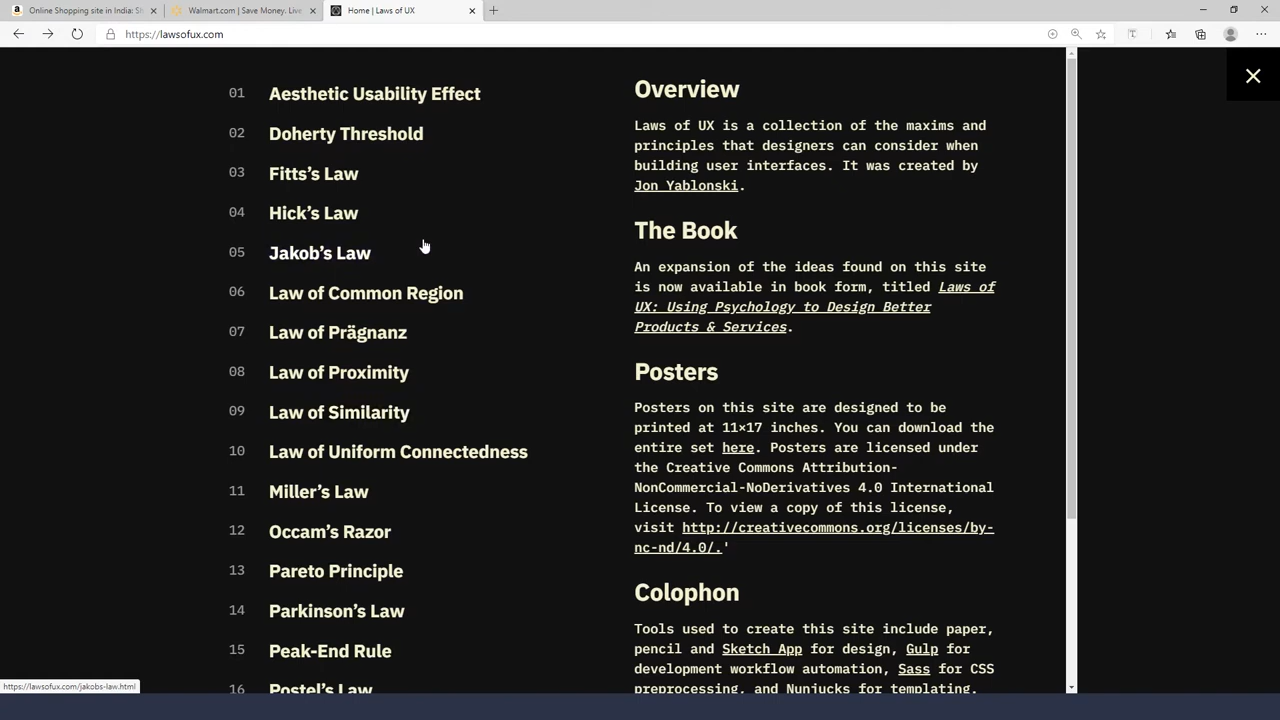 Online Shopping site in India: Sh
Walmart.com | Save Money. Live
Home | Laws of UX
https://lawsofux.com
01 Aesthetic Usability Effect
02 Doherty Threshold
03 Fitts’s Law
04 Hick’s Law
05 Jakob’s Law
06 Law of Common Region
07 Law of Prägnanz
08 Law of Proximity
09 Law of Similarity
10 Law of Uniform Connectedness
11 Miller’s Law
12 Occam’s Razor
13 Pareto Principle
14 Parkinson’s Law
15 Peak-End Rule
16 Postel’s Law
Overview
Laws of UX is a collection of the maxims and
principles that designers can consider when
building user interfaces. It was created by
Jon Yablonski.
The Book
An expansion of the ideas found on this site
is now available in book form, titled Laws of
UX: Using Psychology to Design Better
Products & Services.
Posters
Posters on this site are designed to be
printed at 11×17 inches. You can download the
entire set here. Posters are licensed under
the Creative Commons Attribution-
NonCommercial-NoDerivatives 4.0 International
License. To view a copy of this license,
visit http://creativecommons.org/licenses/by-
nc-nd/4.0/.'
Colophon
Tools used to create this site include paper,
pencil and Sketch App for design, Gulp for
development workflow automation, Sass for CSS
preprocessing, and Nunjucks for templating.
https://lawsofux.com/jakobs-law.html